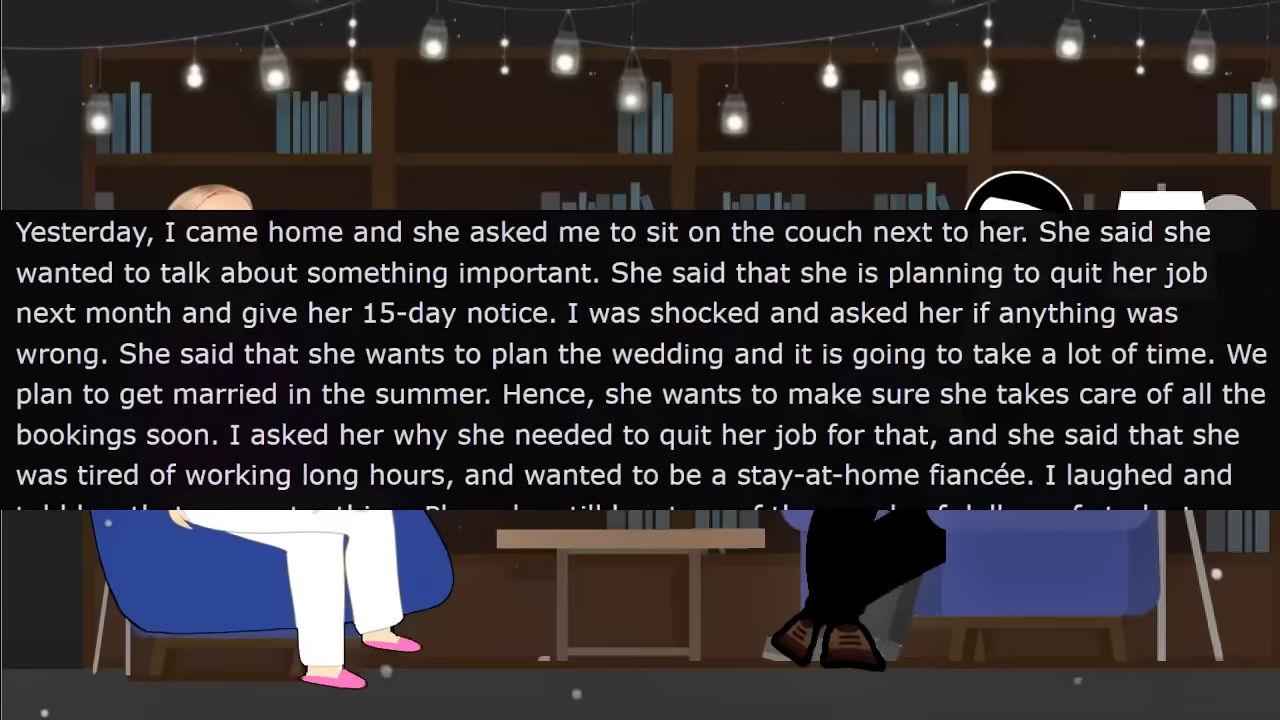 Yesterday, I came home and she asked me to sit on the couch next to her. She said she
wanted to talk about something important. She said that she is planning to quit her job
next month and give her 15-day notice. I was shocked and asked her if anything was
wrong. She said that she wants to plan the wedding and it is going to take a lot of time. We
plan to get married in the summer. Hence, she wants to make sure she takes care of all the
bookings soon. I asked her why she needed to quit her job for that, and she said that she
was tired of working long hours, and wanted to be a stay-at-home fiancée. I laughed and